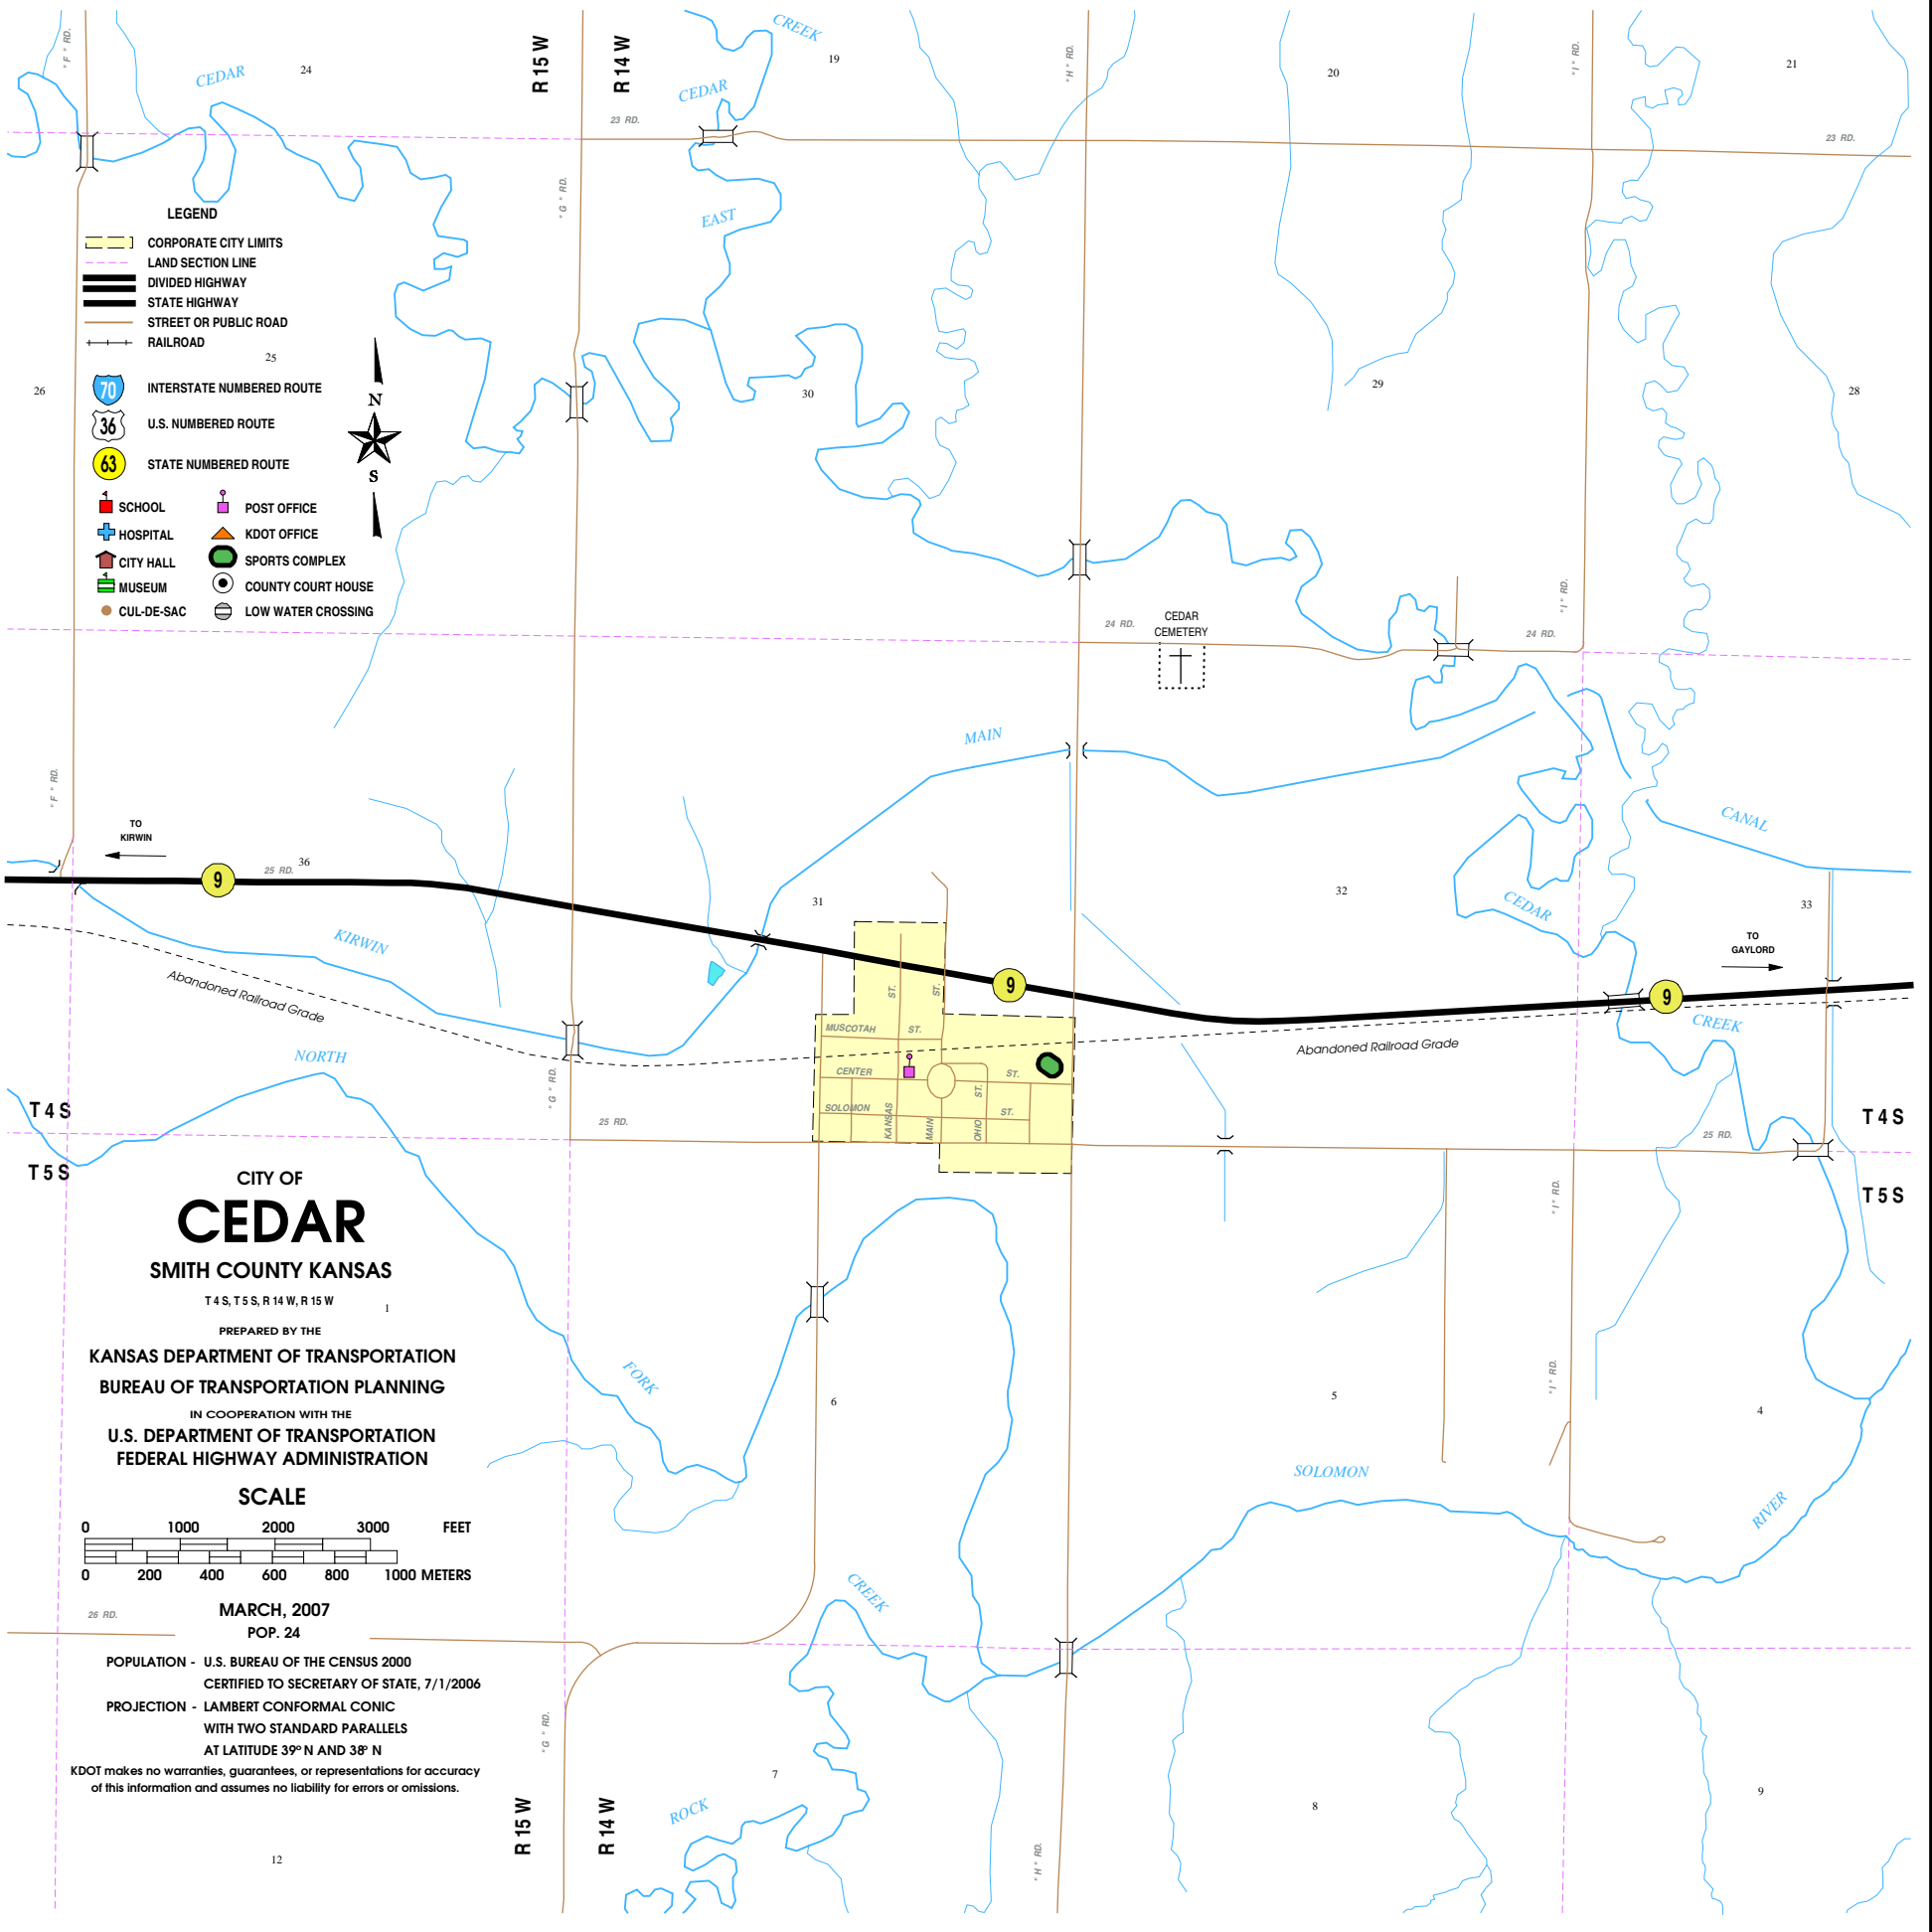 CREEK
"F" RD.
CEDAR
24
R 15 W
R 14 W
19
"H" RD.
20
"I" RD.
21
CEDAR
23 RD.
23 RD.
"G" RD.
EAST
LEGEND
CORPORATE CITY LIMITS
LAND SECTION LINE
DIVIDED HIGHWAY
STATE HIGHWAY
STREET OR PUBLIC ROAD
RAILROAD
25
26
30
29
28
70 INTERSTATE NUMBERED ROUTE
36 U.S. NUMBERED ROUTE
63 STATE NUMBERED ROUTE
N
S
SCHOOL
POST OFFICE
HOSPITAL
KDOT OFFICE
CITY HALL
SPORTS COMPLEX
MUSEUM
COUNTY COURT HOUSE
CUL-DE-SAC
LOW WATER CROSSING
CEDAR
CEMETERY
24 RD.
24 RD.
"I" RD.
MAIN
"F" RD.
TO
KIRWIN
CANAL
36
25 RD.
9
31
32
CEDAR
33
KIRWIN
TO
GAYLORD
Abandoned Railroad Grade
9
9
ST.
ST.
MUSCOTAH ST.
CREEK
Abandoned Railroad Grade
NORTH
CENTER ST.
"G" RD.
ST.
SOLOMON ST.
KANSAS
MAIN
OHIO
T 4 S
T 4 S
25 RD.
25 RD.
T 5 S
T 5 S
"I" RD.
CITY OF
CEDAR
SMITH COUNTY KANSAS
T 4 S, T 5 S, R 14 W, R 15 W
1
PREPARED BY THE
KANSAS DEPARTMENT OF TRANSPORTATION
BUREAU OF TRANSPORTATION PLANNING
IN COOPERATION WITH THE
U.S. DEPARTMENT OF TRANSPORTATION
FEDERAL HIGHWAY ADMINISTRATION
FORK
"I" RD.
6
5
4
SOLOMON
RIVER
SCALE
0 1000 2000 3000 FEET
0 200 400 600 800 1000 METERS
CREEK
26 RD.
MARCH, 2007
POP. 24
POPULATION - U.S. BUREAU OF THE CENSUS 2000
CERTIFIED TO SECRETARY OF STATE, 7/1/2006
PROJECTION - LAMBERT CONFORMAL CONIC
WITH TWO STANDARD PARALLELS
AT LATITUDE 39° N AND 38° N
KDOT makes no warranties, guarantees, or representations for accuracy
of this information and assumes no liability for errors or omissions.
"G" RD.
7
8
9
ROCK
R 15 W
R 14 W
"H" RD.
12